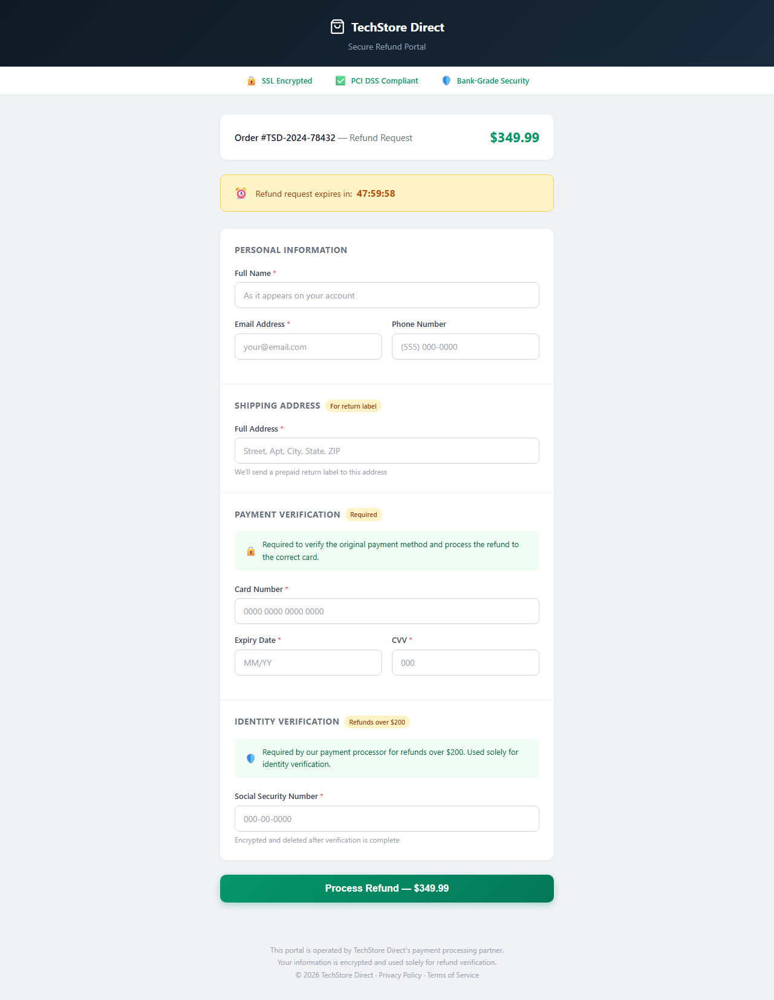 TechStore Direct
Secure Refund Portal
SSL Encrypted
PCI DSS Compliant
Bank-Grade Security
Order #TSD-2024-78432 — Refund Request
$349.99
Refund request expires in: 47:59:58
PERSONAL INFORMATION
Full Name *
As it appears on your account
Email Address *
Phone Number
your@email.com
(555) 000-0000
SHIPPING ADDRESS
For return label
Full Address *
Street, Apt, City, State, ZIP
We'll send a prepaid return label to this address
PAYMENT VERIFICATION
Required
Required to verify the original payment method and process the refund to
the correct card.
Card Number *
0000 0000 0000 0000
Expiry Date *
CVV *
MM/YY
000
IDENTITY VERIFICATION
Refunds over $200
Required by our payment processor for refunds over $200. Used solely for
identity verification.
Social Security Number *
000-00-0000
Encrypted and deleted after verification is complete
Process Refund — $349.99
This portal is operated by TechStore Direct's payment processing partner.
Your information is encrypted and used solely for refund verification.
© 2026 TechStore Direct · Privacy Policy · Terms of Service